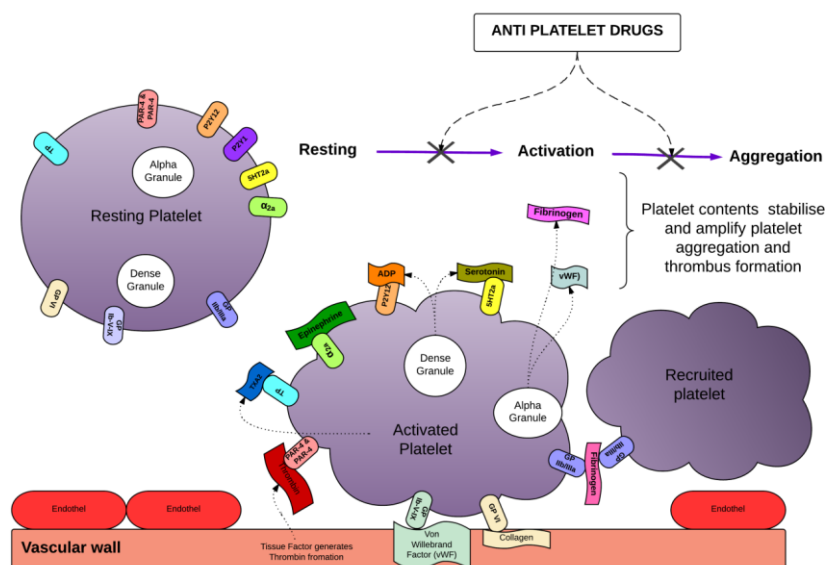 ANTI PLATELET DRUGS
Resting
Activation
Aggregation
Platelet contents stabilise
and amplify platelet
aggregation and
thrombus formation
PAR-4 &
PAR-4
P2Y12
P2Y1
5HT2a
α2a
TP
Alpha
Granule
Resting Platelet
Dense
Granule
GP VI
GP
Ib-V-IX
GP
IIb/IIIa
Fibrinogen
vWF)
ADP
P2Y12
Serotonin
5HT2a
Epinephrine
α2a
TxA2
TP
Dense
Granule
Alpha
Granule
Activated
Platelet
Recruited
platelet
PAR-4 &
PAR-4
Thrombin
GP
IIb/IIIa
Fibrinogen
GP
IIb/IIIa
GP
Ib-V-IX
GP VI
Endothel
Endothel
Endothel
Vascular wall
Tissue Factor generates
Thrombin fromation
Von
Willebrand
Factor (vWF)
Collagen